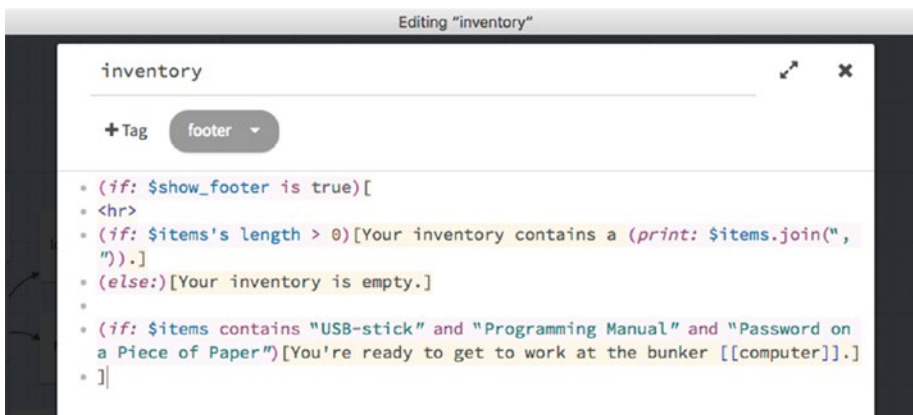 Editing “inventory”
inventory
+Tag
footer
(if: $show_footer is true)[
<hr>
(if: $items's length > 0)[Your inventory contains a (print: $items.join(",
")).]
(else:)[Your inventory is empty.]
(if: $items contains "USB-stick" and "Programming Manual" and "Password on
a Piece of Paper")[You're ready to get to work at the bunker [[computer]].]
]